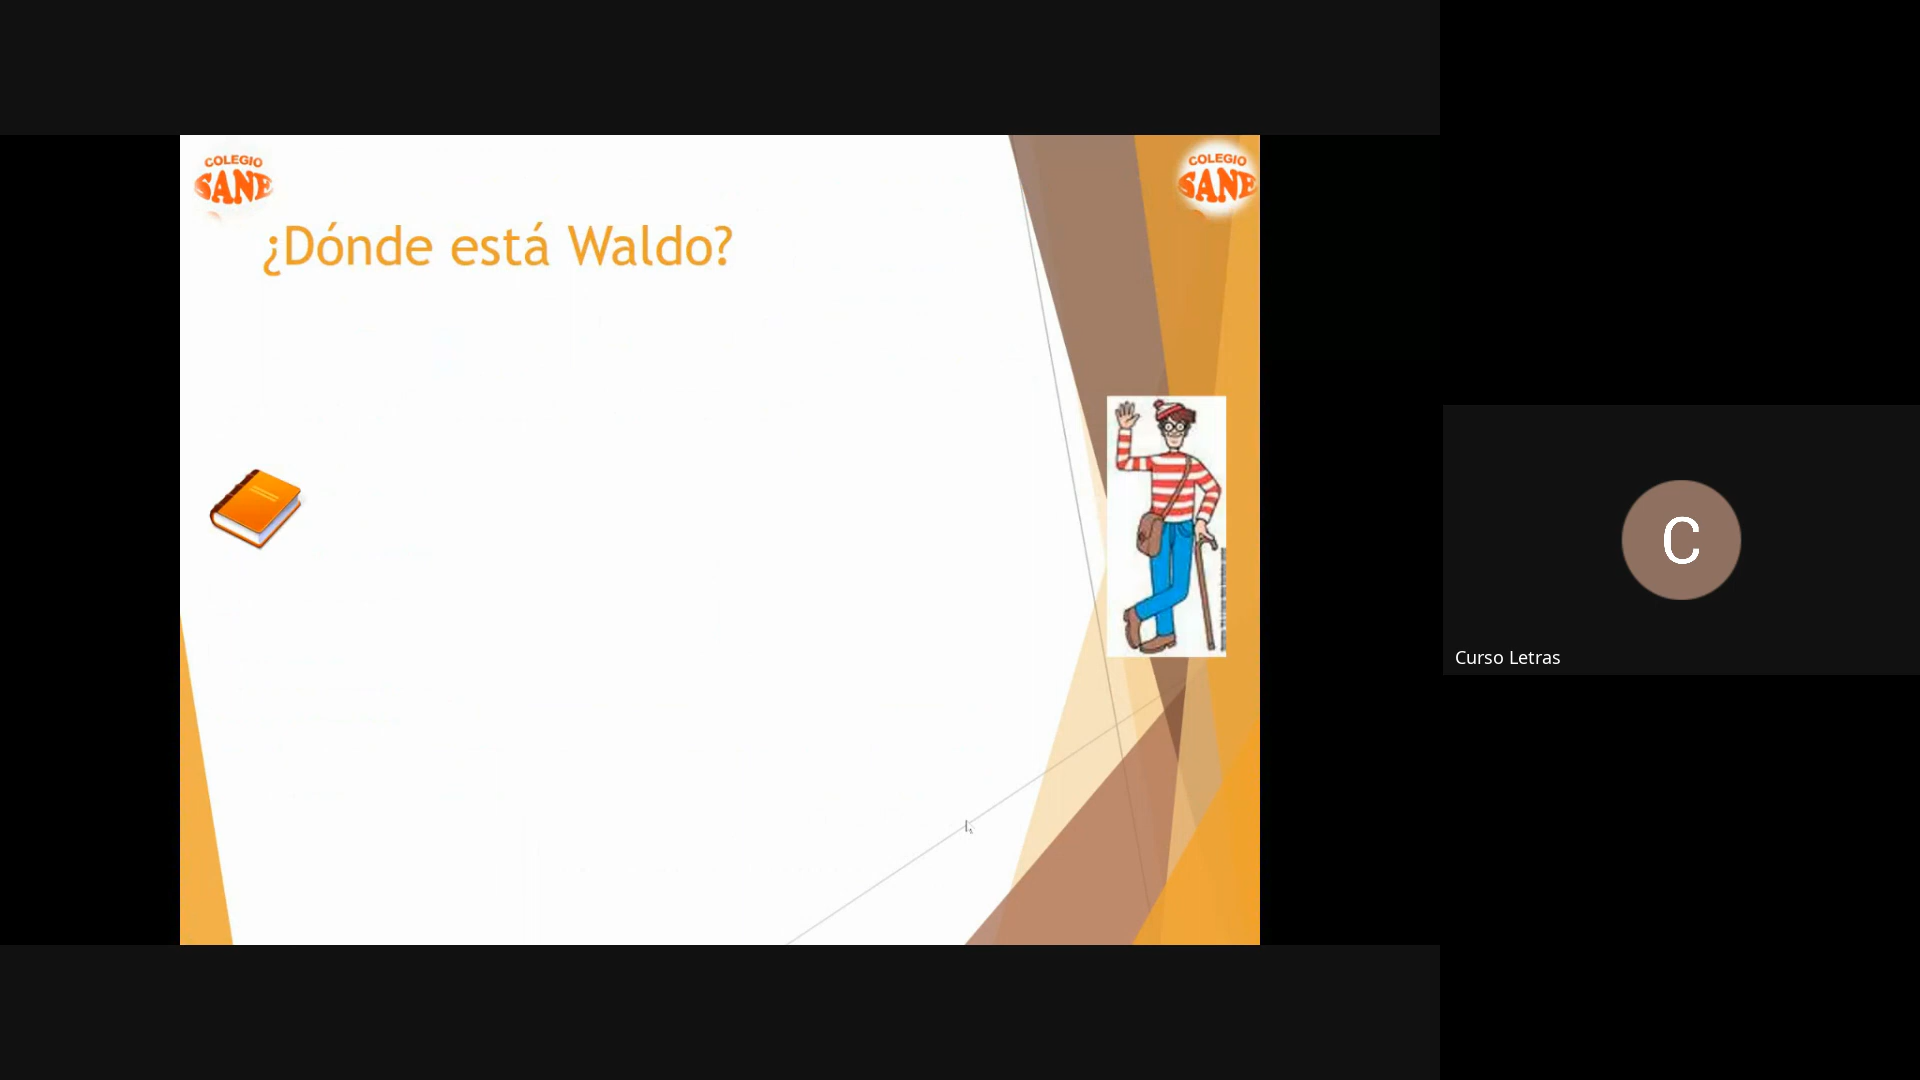 COLEGIO
SANE
COLEGIO
SANE
¿Dónde está Waldo?
C
Curso Letras